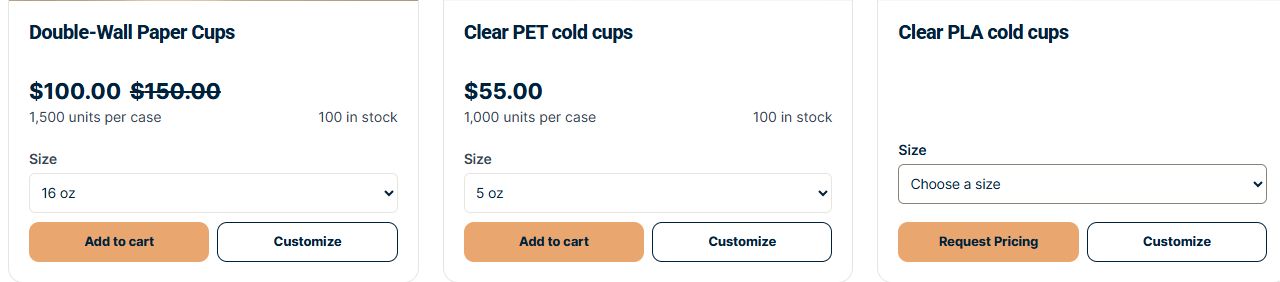 Double-Wall Paper Cups
$100.00 $150.00
1,500 units per case 100 in stock
Size
16 oz
Add to cart Customize
Clear PET cold cups
$55.00
1,000 units per case 100 in stock
Size
5 oz
Add to cart Customize
Clear PLA cold cups
Size
Choose a size
Request Pricing Customize